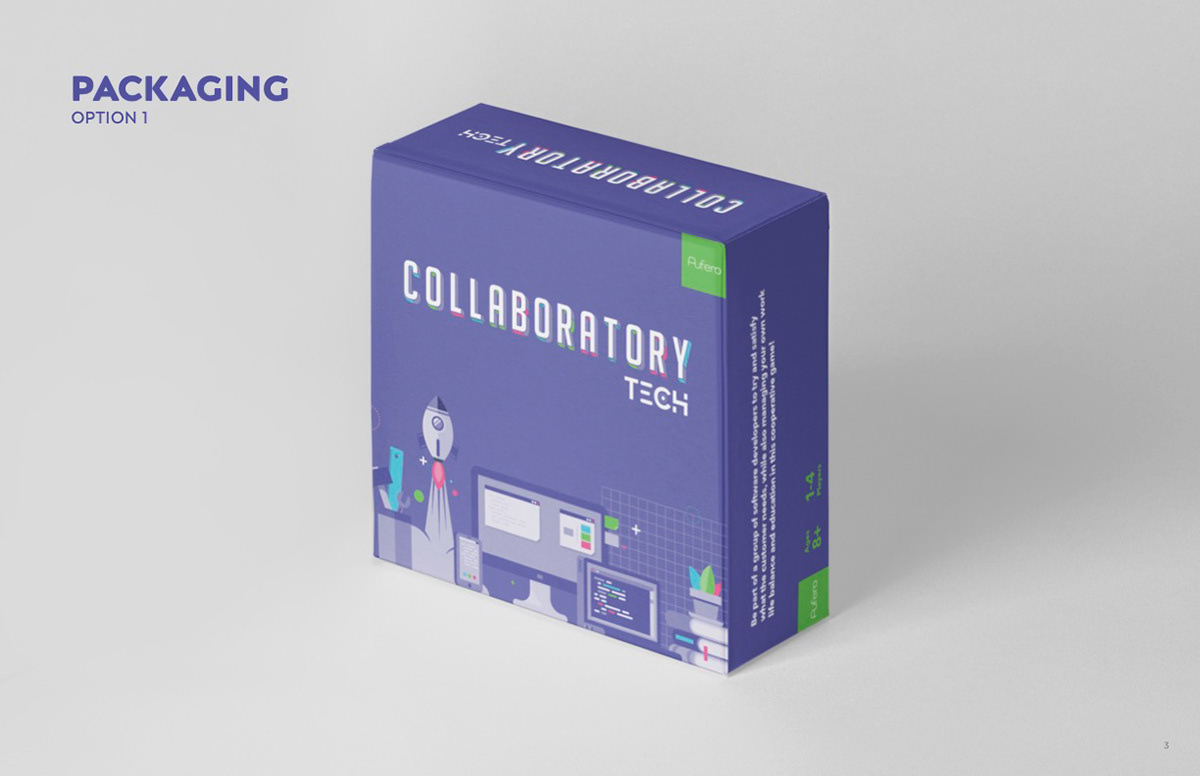 PACKAGING
OPTION 1
COLLABORATORY TECH
Aufero
COLLABORATORY
TECH
Be part of a group of software developers to try and satisfy
what the customer needs, while also managing your own work
life balance and education in this cooperative game!
Ages
8+
1-4
Players
Aufero
3